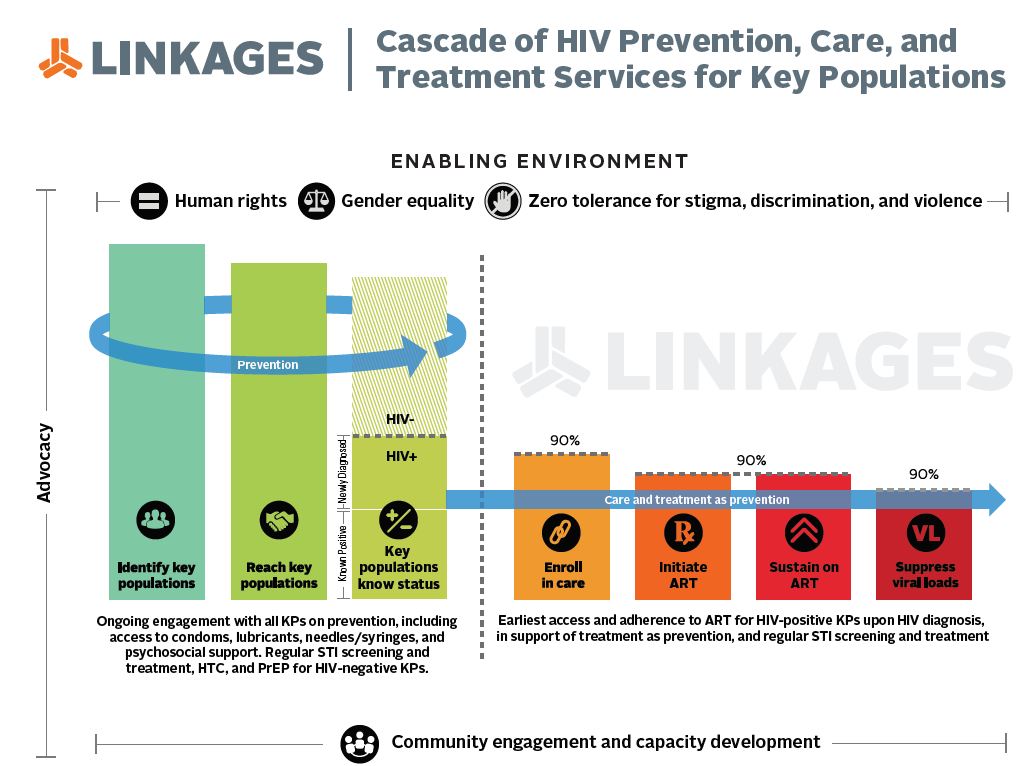 LINKAGES
Cascade of HIV Prevention, Care, and
Treatment Services for Key Populations
ENABLING ENVIRONMENT
Human rights
Gender equality
Zero tolerance for stigma, discrimination, and violence
Advocacy
Prevention
HIV-
HIV+
Newly Diagnosed
Known Positive
Identify key
populations
Reach key
populations
Key
populations
know status
LINKAGES
90%
90%
90%
Care and treatment as prevention
Enroll
in care
Rx
Initiate
ART
Sustain on
ART
VL
Suppress
viral loads
Ongoing engagement with all KPs on prevention, including
access to condoms, lubricants, needles/syringes, and
psychosocial support. Regular STI screening and
treatment, HTC, and PrEP for HIV-negative KPs.
Earliest access and adherence to ART for HIV-positive KPs upon HIV diagnosis,
in support of treatment as prevention, and regular STI screening and treatment
Community engagement and capacity development